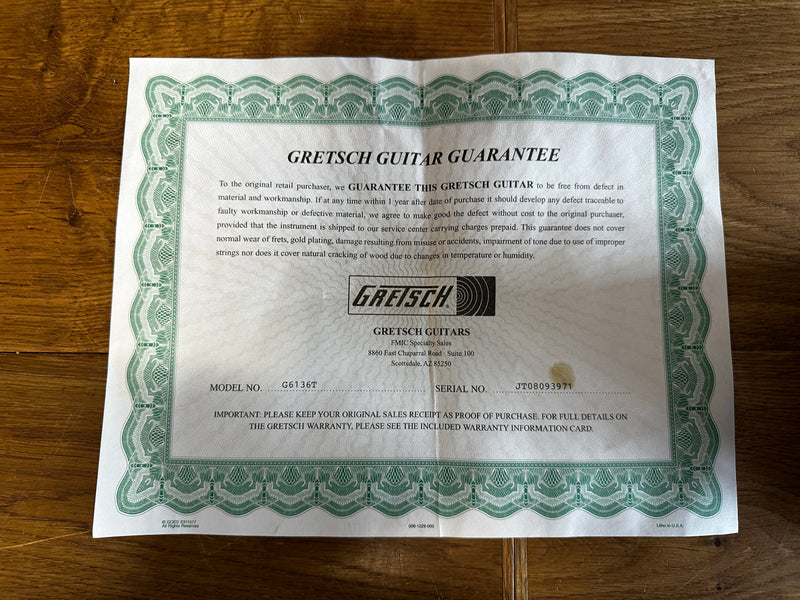 GRETSCH GUITAR GUARANTEE
To the original retail purchaser, we GUARANTEE THIS GRETSCH GUITAR to be free from defect in
material and workmanship. If at any time within 1 year after date of purchase it should develop any defect traceable to
faulty workmanship or defective material, we agree to make good the defect without cost to the original purchaser,
provided that the instrument is shipped to our service center carrying charges prepaid. This guarantee does not cover
normal wear of frets, gold plating, damage resulting from misuse or accidents, impairment of tone due to use of improper
strings nor does it cover natural cracking of wood due to changes in temperature or humidity.
GRETSCH
GRETSCH GUITARS
FMIC Specialty Sales
8860 East Chaparral Road · Suite 100
Scottsdale, AZ 85250
MODEL NO. G6136T SERIAL NO. JT08093971
IMPORTANT: PLEASE KEEP YOUR ORIGINAL SALES RECEIPT AS PROOF OF PURCHASE. FOR FULL DETAILS ON
THE GRETSCH WARRANTY, PLEASE SEE THE INCLUDED WARRANTY INFORMATION CARD.
© GOES
All Rights Reserved
008-1229-000
Litho in U.S.A.